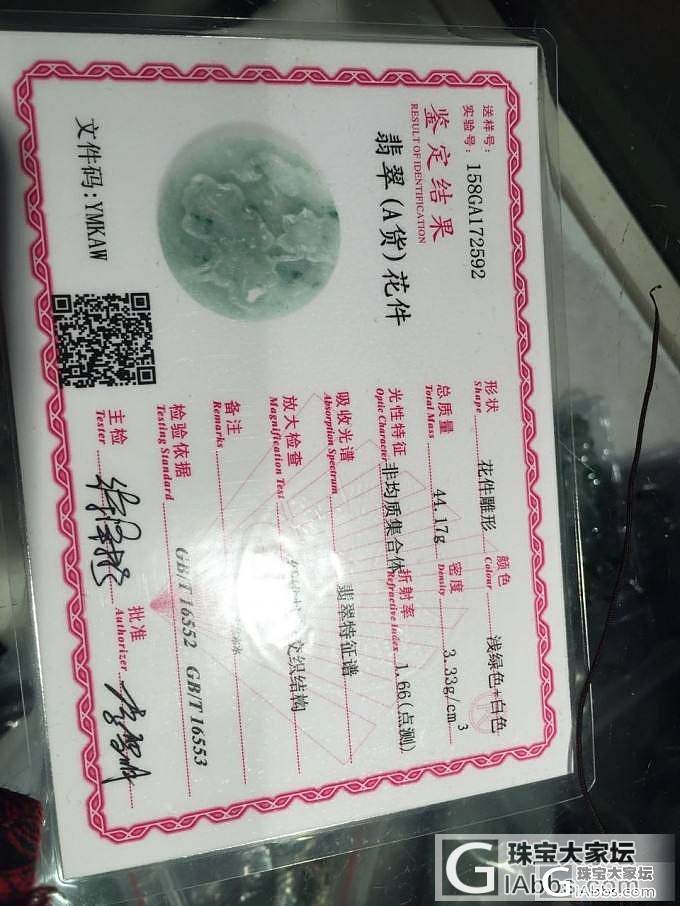 送样号:
实验号: 158GA172592
鉴定结果
RESULT OF IDENTIFICATION
翡翠(A货)花件
文件码:YMKAW
形状 花件雕形 颜色 浅绿色+白色
Shape Colour
总质量 44.17g 密度 3.33g/cm3
Total Mass Density
光性特征 非均质集合体 折射率 1.66(点测)
Optic Character Refractive Index
吸收光谱 翡翠特征谱
Absorption Spectrum
放大检查 交织结构
Magnification Test
备注
Remarks
检验依据 GB/T 16552 GB/T 16553
Testing Standard
主检 批准
Tester Authorizer
珠宝大家坛
GiAbbs
珠宝大家坛